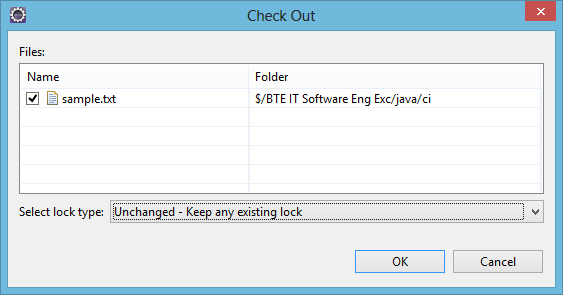 Check Out
Files:
Name Folder
sample.txt $/BTE IT Software Eng Exc/java/ci
Select lock type: Unchanged - Keep any existing lock
OK Cancel